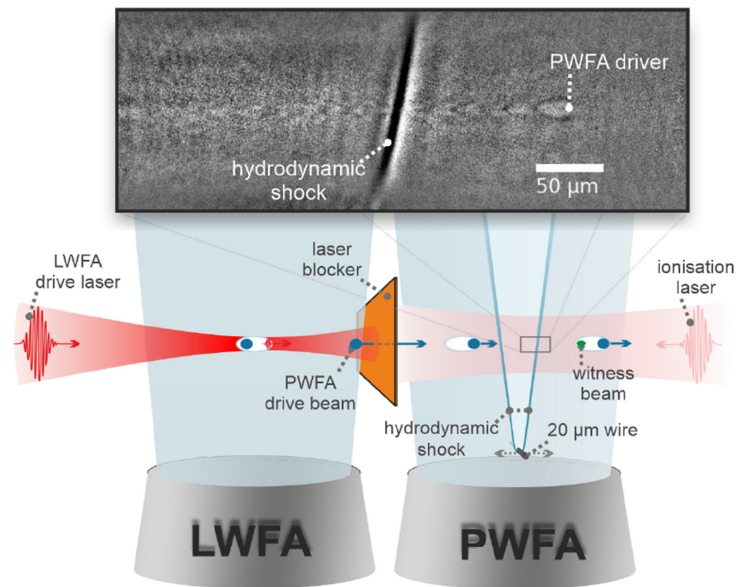 PWFA driver
hydrodynamic
shock
50 µm
LWFA
drive laser
laser
blocker
ionisation
laser
PWFA
drive beam
witness
beam
hydrodynamic
shock
20 µm wire
LWFA
PWFA